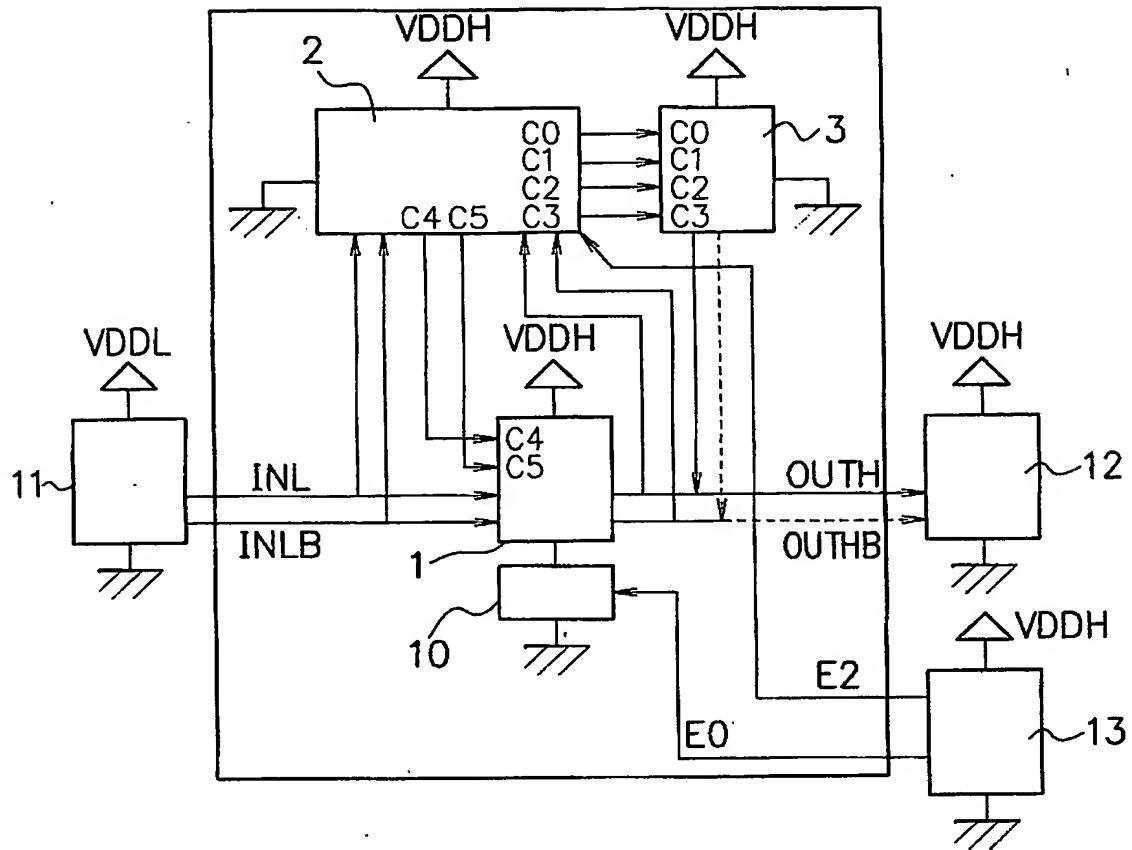 VDDH VDDH
2
C0 C0 3
C1 C1
C2 C2
C4 C5 C3 C3
VDDL VDDH VDDH
C4
C5
11 INL OUTH 12
INLB OUTHB
1
10 VDDH
E2
E0 13